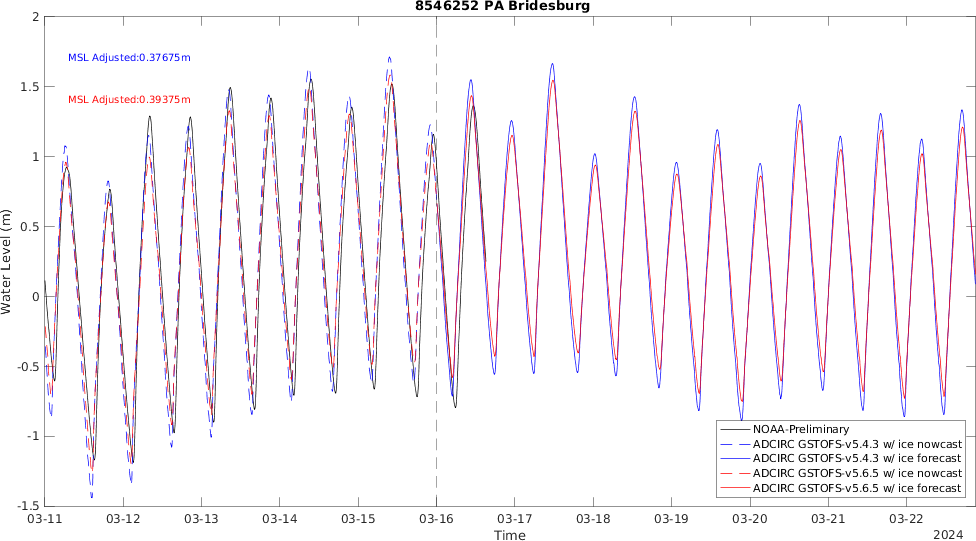 8546252 PA Bridesburg
MSL Adjusted:0.37675m
MSL Adjusted:0.39375m
Water Level (m)
2
1.5
1
0.5
0
-0.5
-1
-1.5
NOAA-Preliminary
ADCIRC GSTOFS-v5.4.3 w/ ice nowcast
ADCIRC GSTOFS-v5.4.3 w/ ice forecast
ADCIRC GSTOFS-v5.6.5 w/ ice nowcast
ADCIRC GSTOFS-v5.6.5 w/ ice forecast
03-11 03-12 03-13 03-14 03-15 03-16 03-17 03-18 03-19 03-20 03-21 03-22
Time
2024